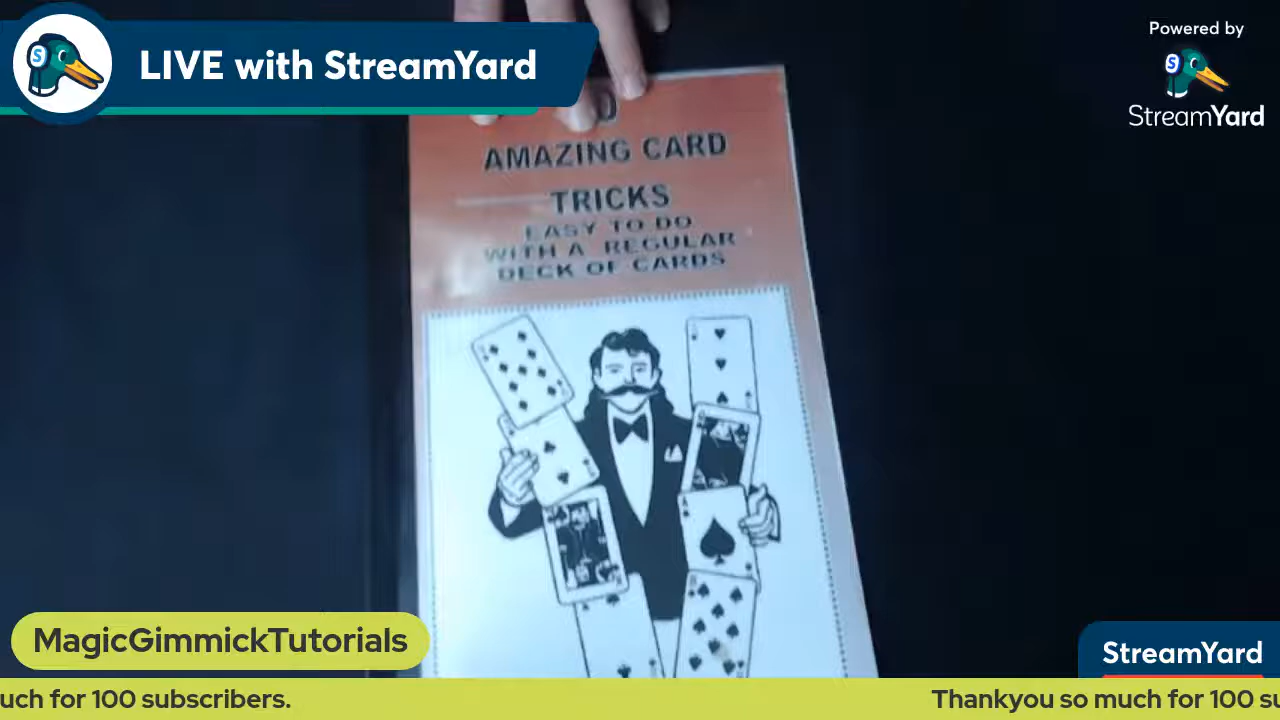 LIVE with StreamYard
Powered by
StreamYard
AMAZING CARD
TRICKS
EASY TO DO
WITH A REGULAR
DECK OF CARDS
MagicGimmickTutorials
StreamYard
uch for 100 subscribers.
Thankyou so much for 100 su